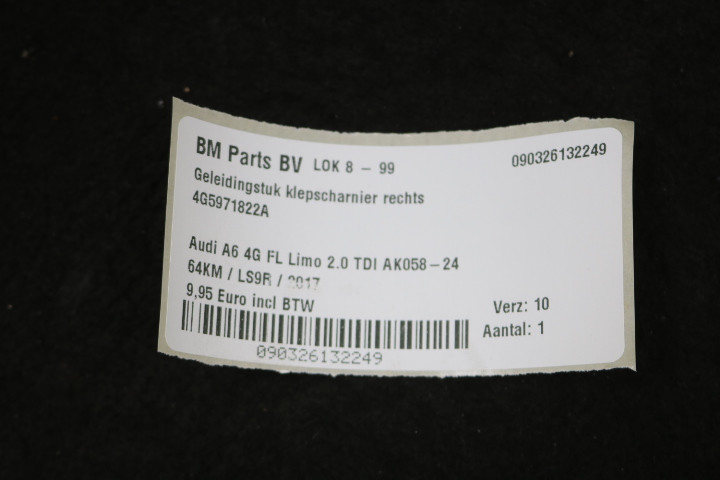 BM Parts BV LOK 8 - 99 090326132249
Geleidingstuk klepscharnier rechts
4G5971822A
Audi A6 4G FL Limo 2.0 TDI AK058-24
64KM / LS9R / 2017
9,95 Euro incl BTW
Verz: 10
Aantal: 1
090326132249